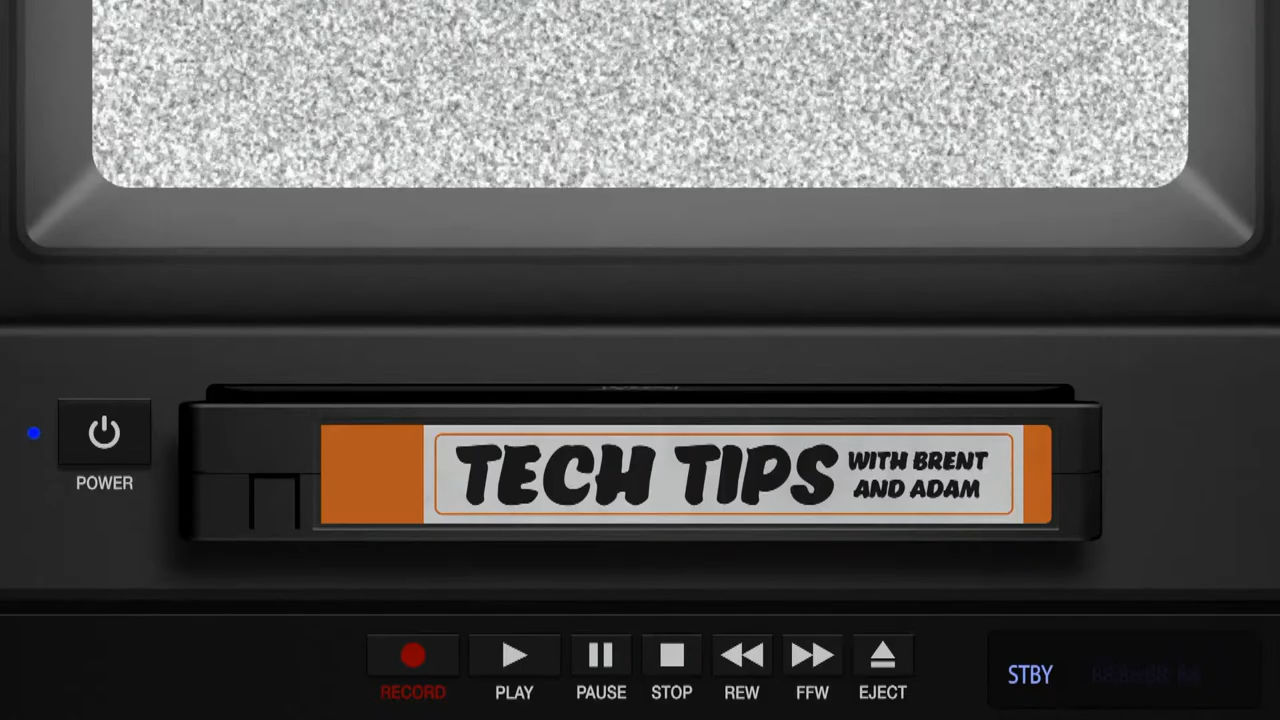 TECH TIPS
WITH BRENT
AND ADAM
POWER
RECORD
PLAY
PAUSE
STOP
REW
FFW
EJECT
STBY